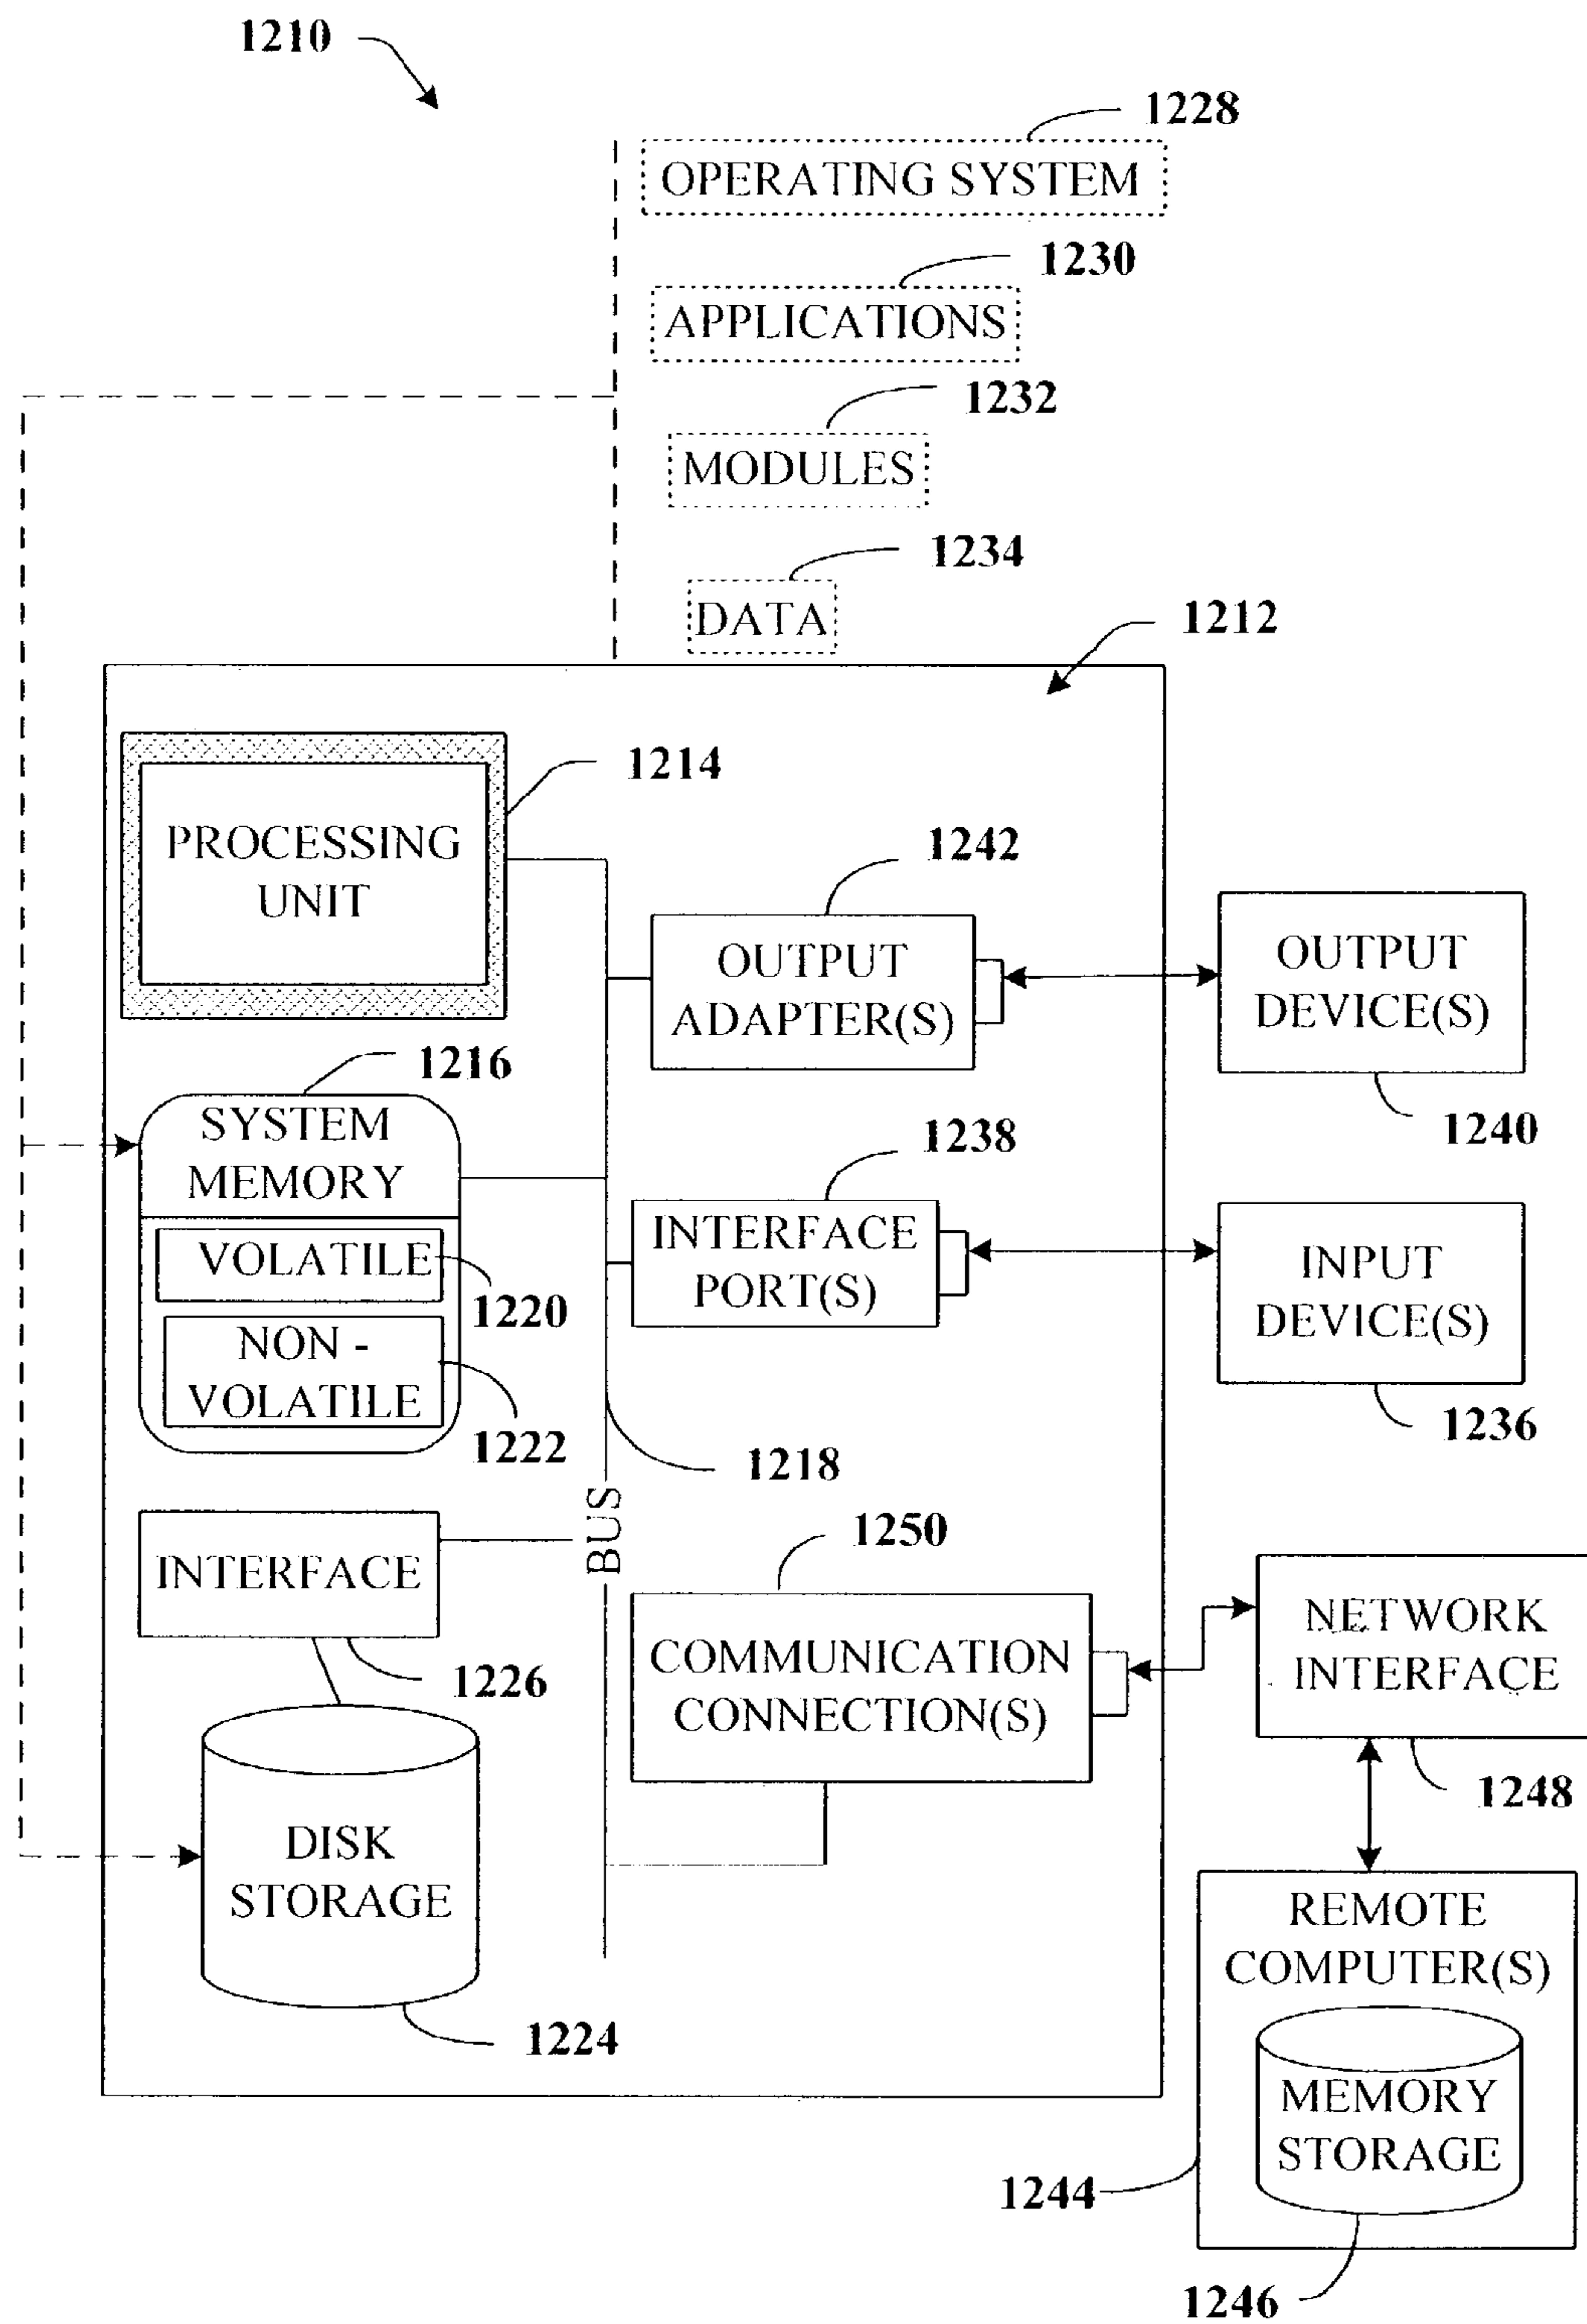 1210
1228
OPERATING SYSTEM
1230
APPLICATIONS
1232
MODULES
1234
DATA
1212
1214
PROCESSING
UNIT
1242
OUTPUT
ADAPTER(S)
OUTPUT
DEVICE(S)
1240
1216
SYSTEM
MEMORY
VOLATILE
1220
NON -
VOLATILE
1222
1238
INTERFACE
PORT(S)
INPUT
DEVICE(S)
1236
1218
BUS
INTERFACE
1226
1250
COMMUNICATION
CONNECTION(S)
NETWORK
INTERFACE
1248
DISK
STORAGE
1224
REMOTE
COMPUTER(S)
MEMORY
STORAGE
1244
1246